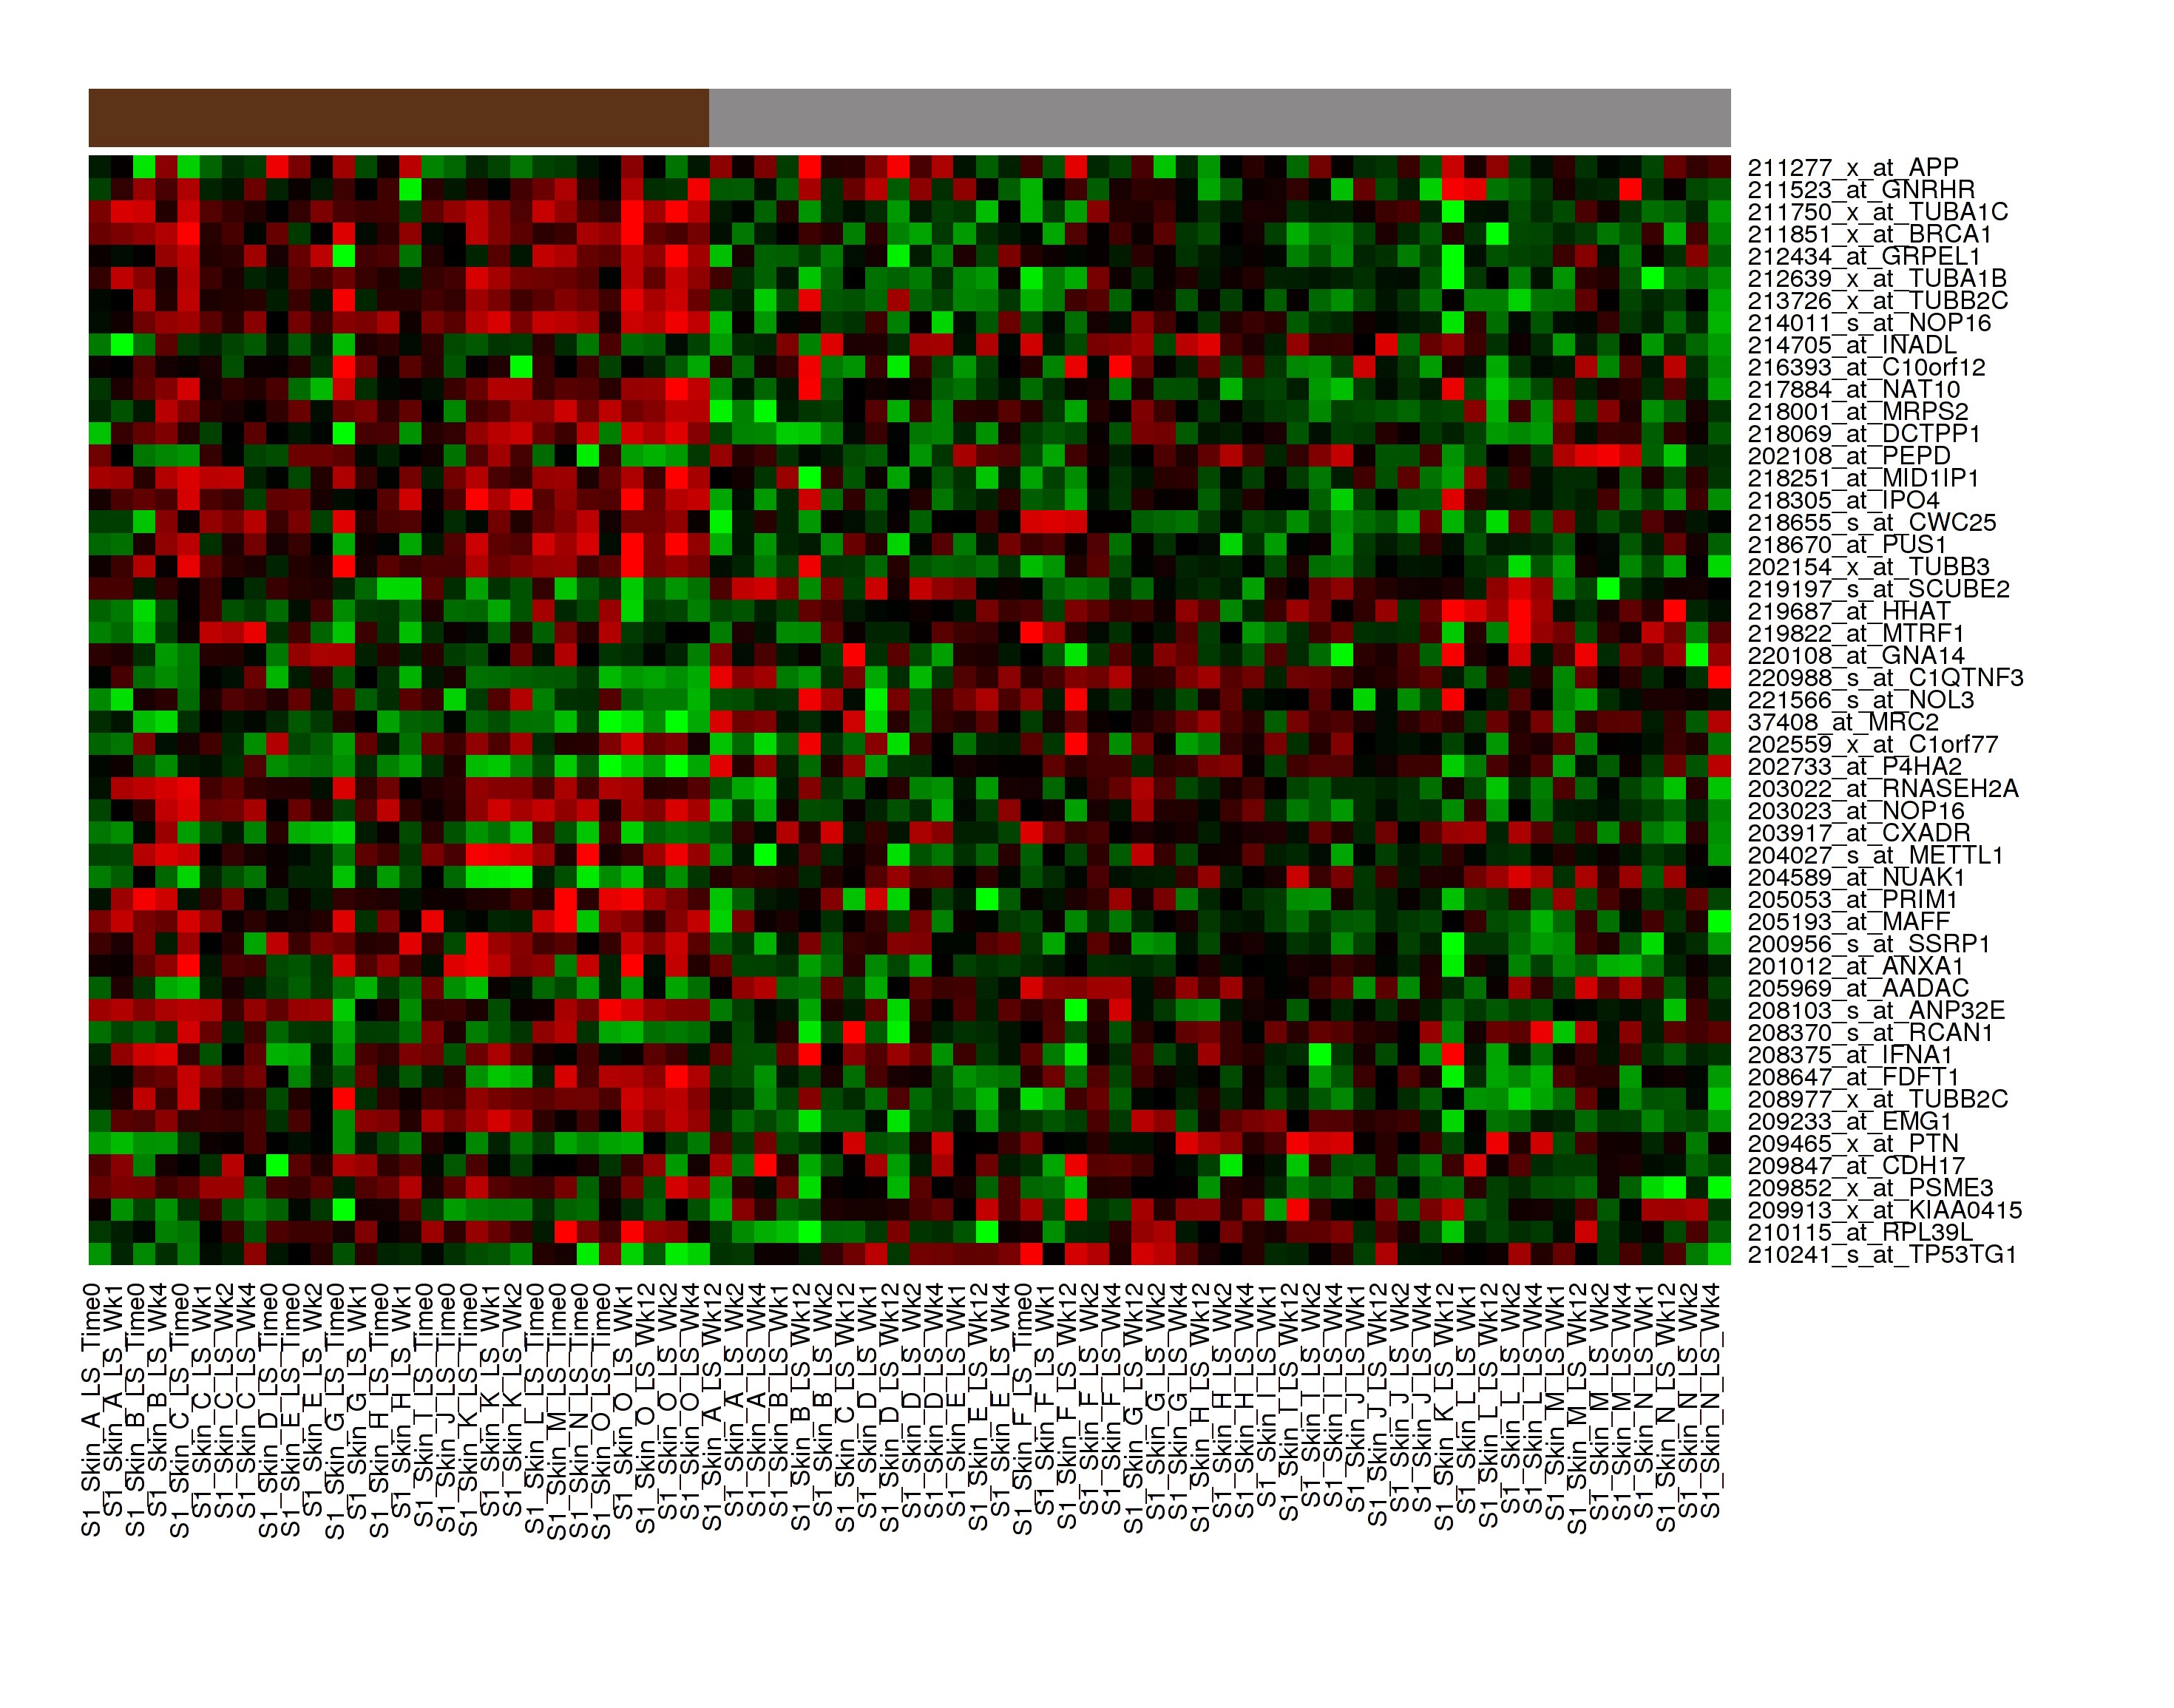 211277_x_at_APP
211523_at_GNRHR
211750_x_at_TUBA1C
211851_x_at_BRCA1
212434_at_GRPEL1
212639_x_at_TUBA1B
213726_x_at_TUBB2C
214011_s_at_NOP16
214705_at_INADL
216393_at_C10orf12
217884_at_NAT10
218001_at_MRPS2
218069_at_DCTPP1
202108_at_PEPD
218251_at_MID1IP1
218305_at_IPO4
218655_s_at_CWC25
218670_at_PUS1
202154_x_at_TUBB3
219197_s_at_SCUBE2
219687_at_HHAT
219822_at_MTRF1
220108_at_GNA14
220988_s_at_C1QTNF3
221566_s_at_NOL3
37408_at_MRC2
202559_x_at_C1orf77
202733_at_P4HA2
203022_at_RNASEH2A
203023_at_NOP16
203917_at_CXADR
204027_s_at_METTL1
204589_at_NUAK1
205053_at_PRIM1
205193_at_MAFF
200956_s_at_SSRP1
201012_at_ANXA1
205969_at_AADAC
208103_s_at_ANP32E
208370_s_at_RCAN1
208375_at_IFNA1
208647_at_FDFT1
208977_x_at_TUBB2C
209233_at_EMG1
209465_x_at_PTN
209847_at_CDH17
209852_x_at_PSME3
209913_x_at_KIAA0415
210115_at_RPL39L
210241_s_at_TP53TG1
S1_Skin_A_LS_Time0
S1_Skin_A_LS_Wk1
S1_Skin_B_LS_Time0
S1_Skin_B_LS_Wk4
S1_Skin_C_LS_Time0
S1_Skin_C_LS_Wk1
S1_Skin_C_LS_Wk2
S1_Skin_C_LS_Wk4
S1_Skin_D_LS_Time0
S1_Skin_E_LS_Time0
S1_Skin_E_LS_Wk2
S1_Skin_G_LS_Time0
S1_Skin_G_LS_Wk1
S1_Skin_H_LS_Time0
S1_Skin_H_LS_Wk1
S1_Skin_I_LS_Time0
S1_Skin_J_LS_Time0
S1_Skin_K_LS_Time0
S1_Skin_K_LS_Wk1
S1_Skin_K_LS_Wk2
S1_Skin_L_LS_Time0
S1_Skin_M_LS_Time0
S1_Skin_N_LS_Time0
S1_Skin_O_LS_Time0
S1_Skin_O_LS_Wk1
S1_Skin_O_LS_Wk12
S1_Skin_O_LS_Wk2
S1_Skin_O_LS_Wk4
S1_Skin_A_LS_Wk12
S1_Skin_A_LS_Wk2
S1_Skin_A_LS_Wk4
S1_Skin_B_LS_Wk1
S1_Skin_B_LS_Wk12
S1_Skin_B_LS_Wk2
S1_Skin_C_LS_Wk12
S1_Skin_D_LS_Wk1
S1_Skin_D_LS_Wk12
S1_Skin_D_LS_Wk2
S1_Skin_D_LS_Wk4
S1_Skin_E_LS_Wk1
S1_Skin_E_LS_Wk12
S1_Skin_E_LS_Wk4
S1_Skin_F_LS_Time0
S1_Skin_F_LS_Wk1
S1_Skin_F_LS_Wk12
S1_Skin_F_LS_Wk2
S1_Skin_F_LS_Wk4
S1_Skin_G_LS_Wk12
S1_Skin_G_LS_Wk2
S1_Skin_G_LS_Wk4
S1_Skin_H_LS_Wk12
S1_Skin_H_LS_Wk2
S1_Skin_H_LS_Wk4
S1_Skin_I_LS_Wk1
S1_Skin_I_LS_Wk12
S1_Skin_I_LS_Wk2
S1_Skin_I_LS_Wk4
S1_Skin_J_LS_Wk1
S1_Skin_J_LS_Wk12
S1_Skin_J_LS_Wk2
S1_Skin_J_LS_Wk4
S1_Skin_K_LS_Wk12
S1_Skin_L_LS_Wk1
S1_Skin_L_LS_Wk12
S1_Skin_L_LS_Wk2
S1_Skin_L_LS_Wk4
S1_Skin_M_LS_Wk1
S1_Skin_M_LS_Wk12
S1_Skin_M_LS_Wk2
S1_Skin_M_LS_Wk4
S1_Skin_N_LS_Wk1
S1_Skin_N_LS_Wk12
S1_Skin_N_LS_Wk2
S1_Skin_N_LS_Wk4